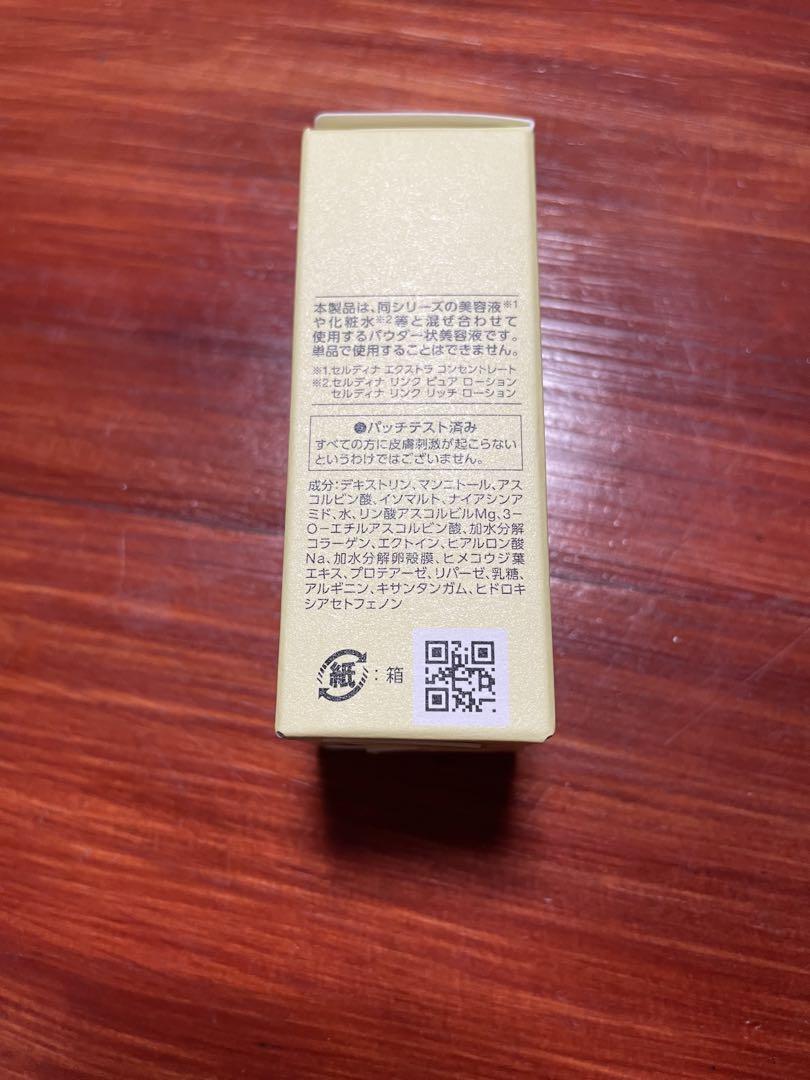 本製品は、同シリーズの美容液※1
や化粧水※2等と混ぜ合わせて
使用するパウダー状美容液です。
単品で使用することはできません。
※1.セルディナ エクストラ コンセントレート
※2.セルディナ リンク ピュア ローション
セルディナ リンク リッチ ローション
パッチテスト済み
すべての方に皮膚刺激が起こらない
というわけではございません。
成分:デキストリン、マンニトール、アス
コルビン酸、イソマルト、ナイアシンア
ミド、水、リン酸アスコルビルMg、3-
O-エチルアスコルビン酸、加水分解
コラーゲン、エクトイン、ヒアルロン酸
Na、加水分解卵殻膜、ヒメコウジ葉
エキス、プロテアーゼ、リパーゼ、乳糖、
アルギニン、キサンタンガム、ヒドロキ
シアセトフェノン
紙:箱